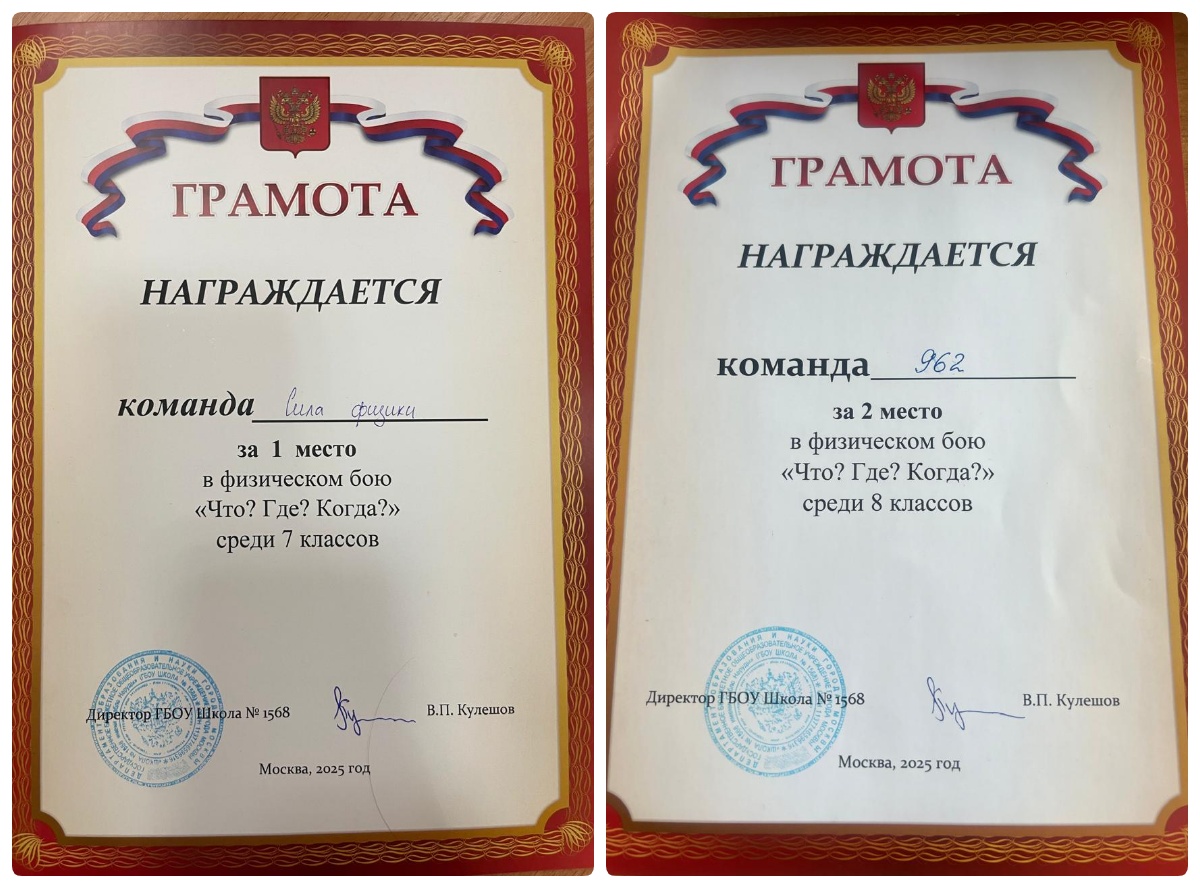 ГРАМОТА
НАГРАЖДАЕТСЯ
команда Сила физики
за 1 место
в физическом бою
«Что? Где? Когда?»
среди 7 классов
Директор ГБОУ Школа № 1568 В.П. Кулешов
Москва, 2025 год
ГРАМОТА
НАГРАЖДАЕТСЯ
команда 962
за 2 место
в физическом бою
«Что? Где? Когда?»
среди 8 классов
Директор ГБОУ Школа № 1568 В.П. Кулешов
Москва, 2025 год